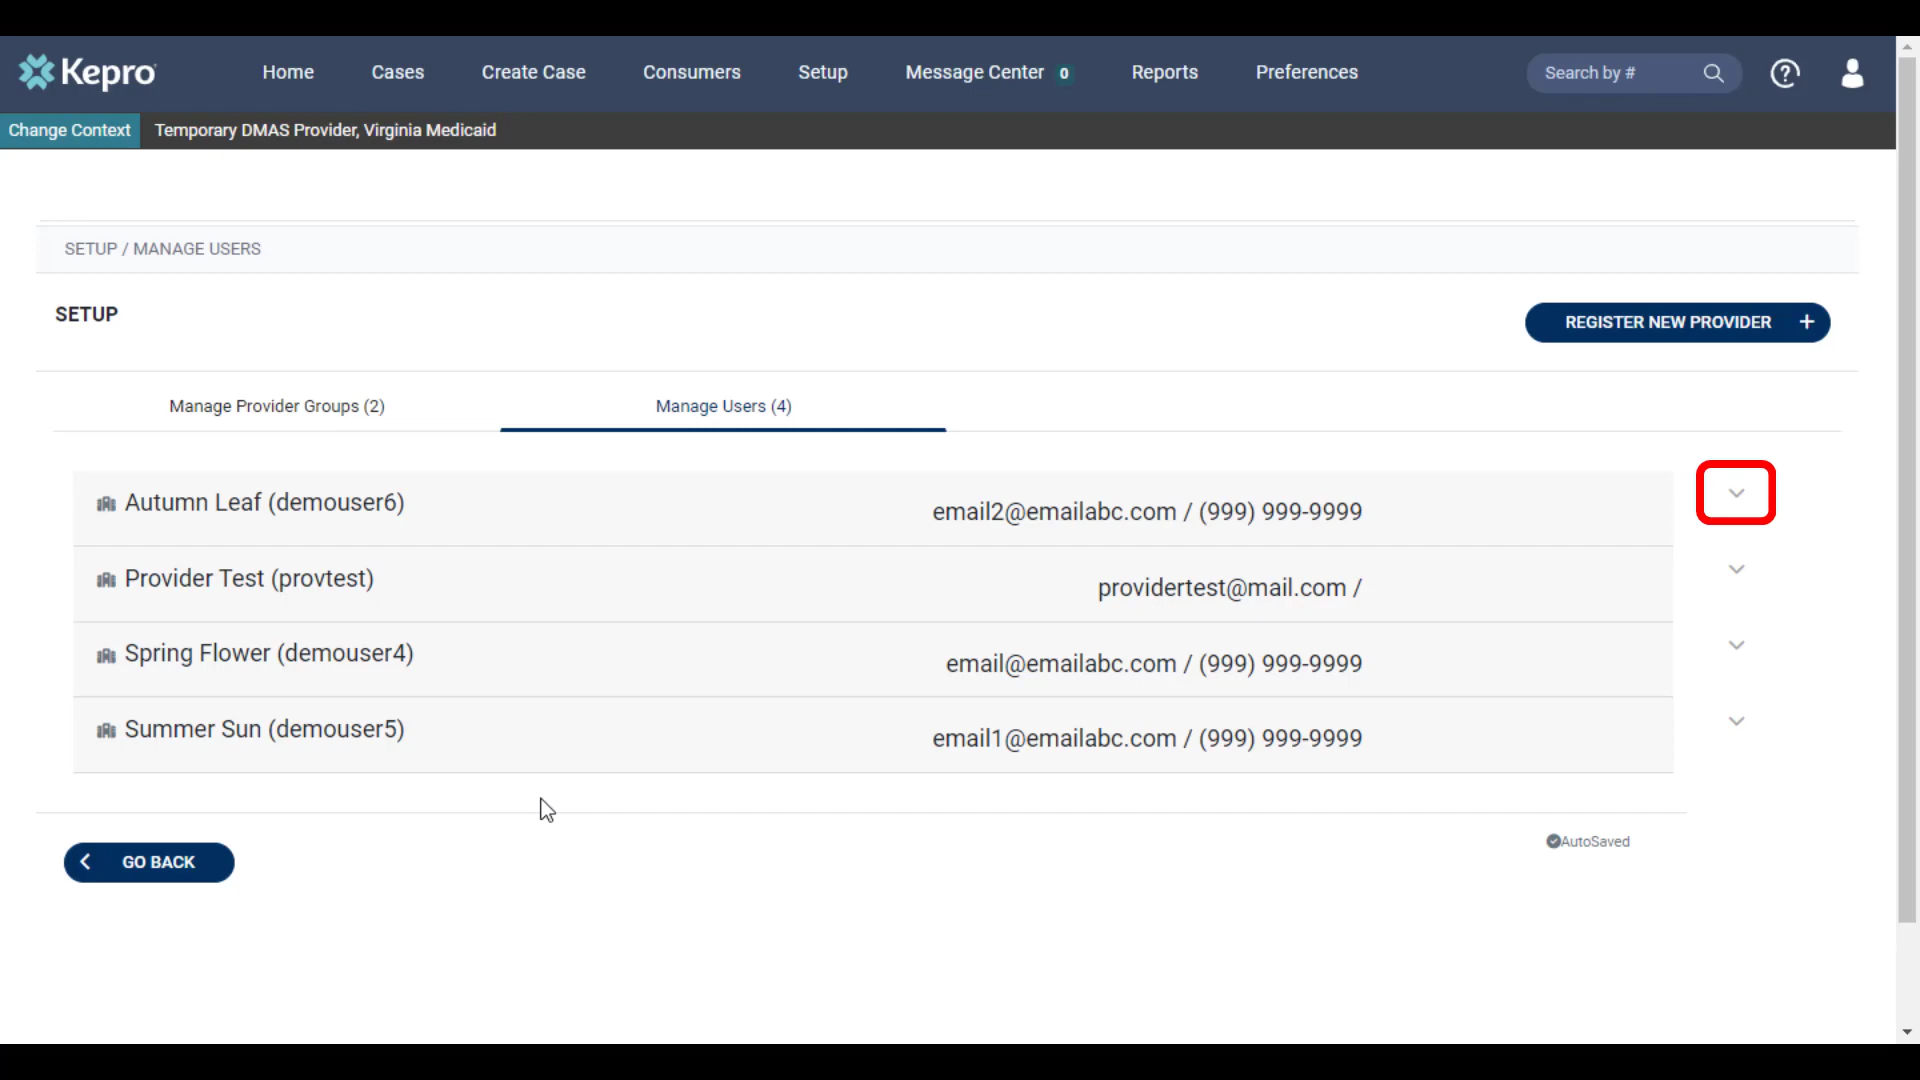 Kepro
Home Cases Create Case Consumers Setup Message Center 0 Reports Preferences Search by #
Change Context Temporary DMAS Provider, Virginia Medicaid
SETUP / MANAGE USERS
SETUP
REGISTER NEW PROVIDER +
Manage Provider Groups (2) Manage Users (4)
Autumn Leaf (demouser6) email2@emailabc.com / (999) 999-9999
Provider Test (provtest) providertest@mail.com /
Spring Flower (demouser4) email@emailabc.com / (999) 999-9999
Summer Sun (demouser5) email1@emailabc.com / (999) 999-9999
AutoSaved
GO BACK